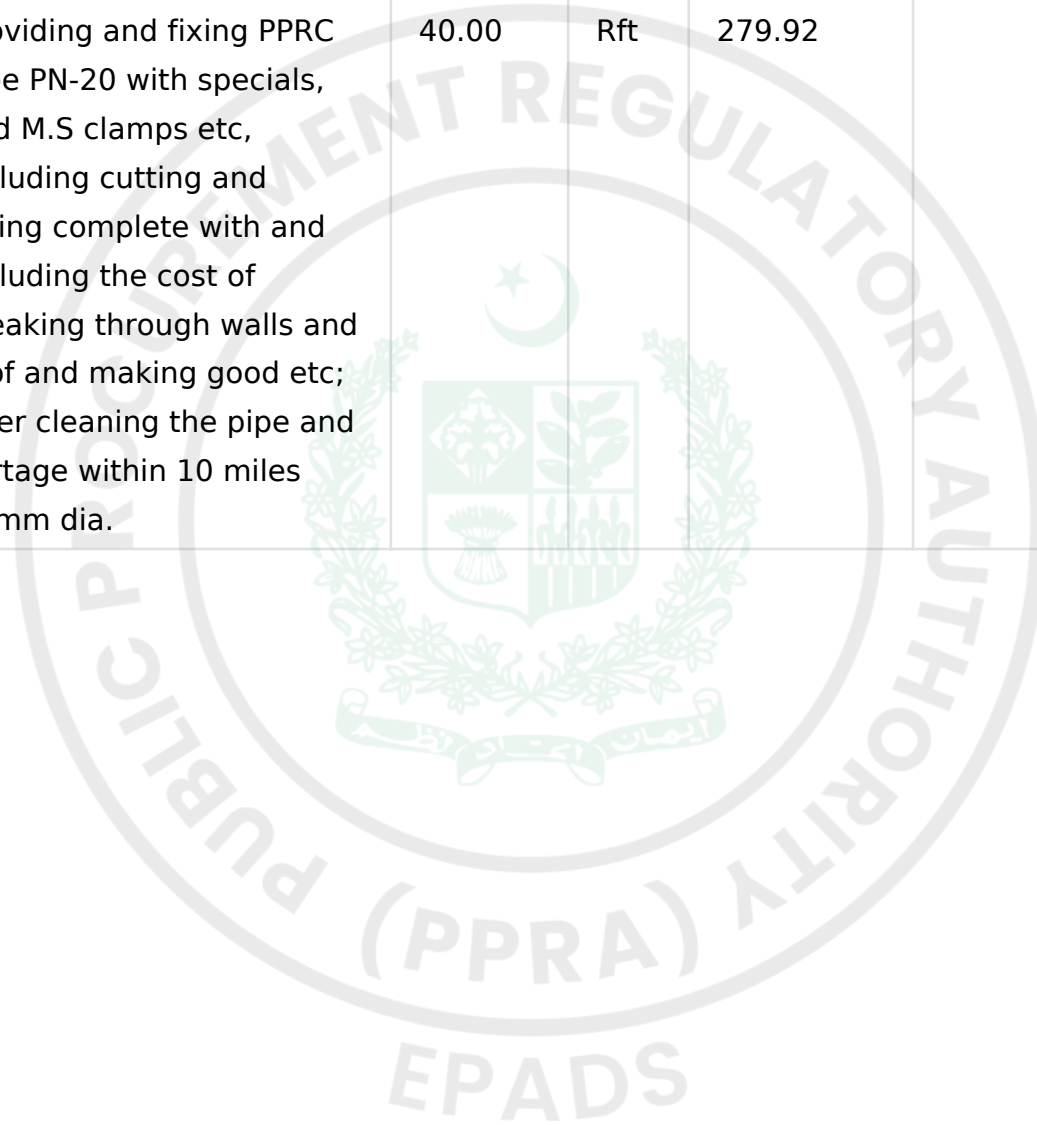 oviding and fixing PPRC 40.00 Rft 279.92
e PN-20 with specials,
d M.S clamps etc,
luding cutting and
ing complete with and
luding the cost of
eaking through walls and
of and making good etc;
er cleaning the pipe and
rtage within 10 miles
mm dia.
PUBLIC PROCUREMENT REGULATORY AUTHORITY
(PPRA)
EPADS